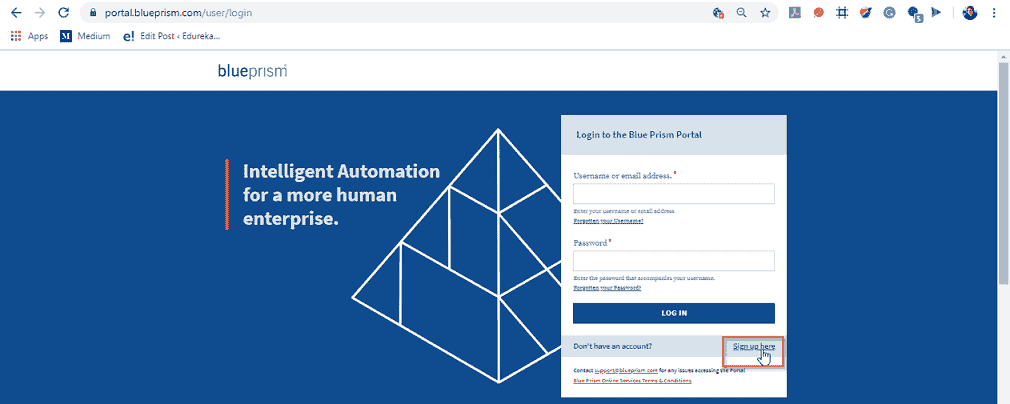 portal.blueprism.com/user/login
Apps
M Medium
e! Edit Post ‹ Edureka...
blueprism
Login to the Blue Prism Portal
Intelligent Automation
for a more human
enterprise.
Username or email address. *
Enter your username or email address.
Forgotten your Username?
Password *
Enter the password that accompanies your username.
Forgotten your Password?
LOG IN
Don't have an account? Sign up here
Contact support@blueprism.com for any issues accessing the Portal
Blue Prism Online Services Terms & Conditions